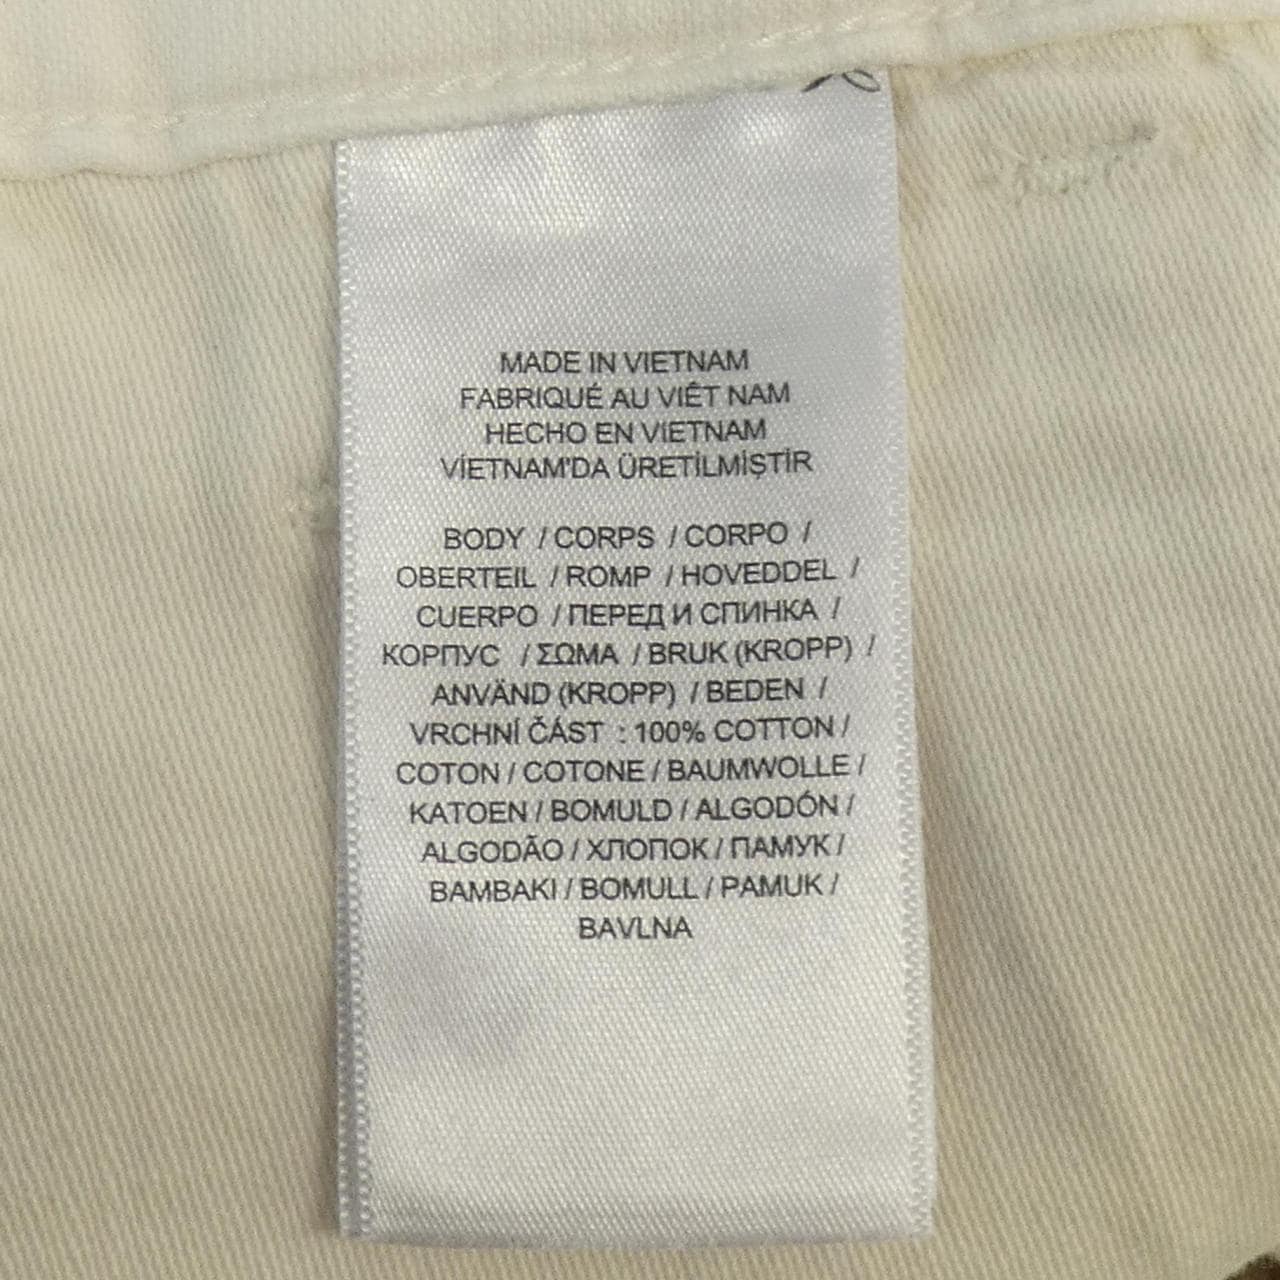 MADE IN VIETNAM
FABRIQUÉ AU VIÊT NAM
HECHO EN VIETNAM
VİETNAM'DA ÜRETİLMİŞTİR
BODY / CORPS / CORPO /
OBERTEIL / ROMP / HOVEDDEL /
CUERPO / ПЕРЕД И СПИНКА /
КОРПУС / ΣΩΜΑ / BRUK (KROPP) /
ANVÄND (KROPP) / BEDEN /
VRCHNÍ ČÁST : 100% COTTON /
COTON / COTONE / BAUMWOLLE /
KATOEN / BOMULD / ALGODÓN /
ALGODÃO / ХЛОПОК / ПАМУК /
BAMBAKI / BOMULL / PAMUK /
BAVLNA